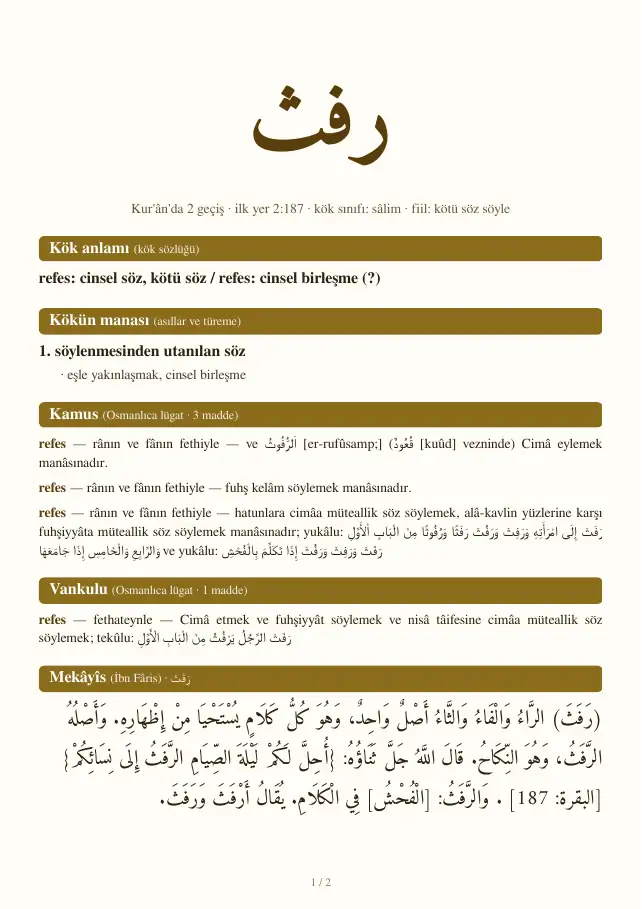 رفث
Kur'ân'da 2 geçiş · ilk yer 2:187 · kök sınıfı: sâlim · fiil: kötü söz söyle
Kök anlamı (kök sözlüğü)
refes: cinsel söz, kötü söz / refes: cinsel birleşme (?)
Kökün manası (asıllar ve türeme)
1. söylenmesinden utanılan söz
· eşle yakınlaşmak, cinsel birleşme
Kamus (Osmanlıca lügat · 3 madde)
refes — rânın ve fânın fethiyle — ve اَلرُّفُوثُ [er-rufûsamp;] (قُعُودٌ [kuûd] vezninde) Cimâ eylemek
manâsınadır.
refes — rânın ve fânın fethiyle — fuhş kelâm söylemek manâsınadır.
refes — rânın ve fânın fethiyle — hatunlara cimâa müteallik söz söylemek, alâ-kavlin yüzlerine karşı
fuhşiyyâta müteallik söz söylemek manâsınadır; yukâlu: رَفَثَ إِلَى امْرَأَتِهِ وَرَفِثَ وَرَفُثَ رَفَثًا وَرُفُوثًا مِنَ الْبَابِ الْأَوَّلِ
وَالرَّابِعِ وَالْخَامِسِ إِذَا جَامَعَهَا ve yukâlu: رَفَثَ وَرَفِثَ وَرَفُثَ إِذَا تَكَلَّمَ بِالْفُحْشِ
Vankulu (Osmanlıca lügat · 1 madde)
refes — fethateynle — Cimâ etmek ve fuhşiyyât söylemek ve nisâ tâifesine cimâa müteallik söz
söylemek; tekûlu: رَفَثَ الرَّجُلُ يَرْفُثُ مِنَ الْبَابِ الْأَوَّلِ
Mekâyîs (İbn Fâris) · رَفَثَ
(رَفَثَ) الرَّاءُ وَالْفَاءُ وَالثَّاءُ أَصْلٌ وَاحِدٌ، وَهُوَ كُلُّ كَلَامٍ يُسْتَحْيَا مِنْ إِظْهَارِهِ. وَأَصْلُهُ
الرَّفَثُ، وَهُوَ النِّكَاحُ. قَالَ اللَّهُ جَلَّ ثَنَاؤُهُ: {أُحِلَّ لَكُمْ لَيْلَةَ الصِّيَامِ الرَّفَثُ إِلَى نِسَائِكُمْ}
[البقرة: 187] . وَالرَّفَثُ: [الْفُحْشُ] فِي الْكَلَامِ. يُقَالُ أَرْفَثَ وَرَفَثَ.
1 / 2